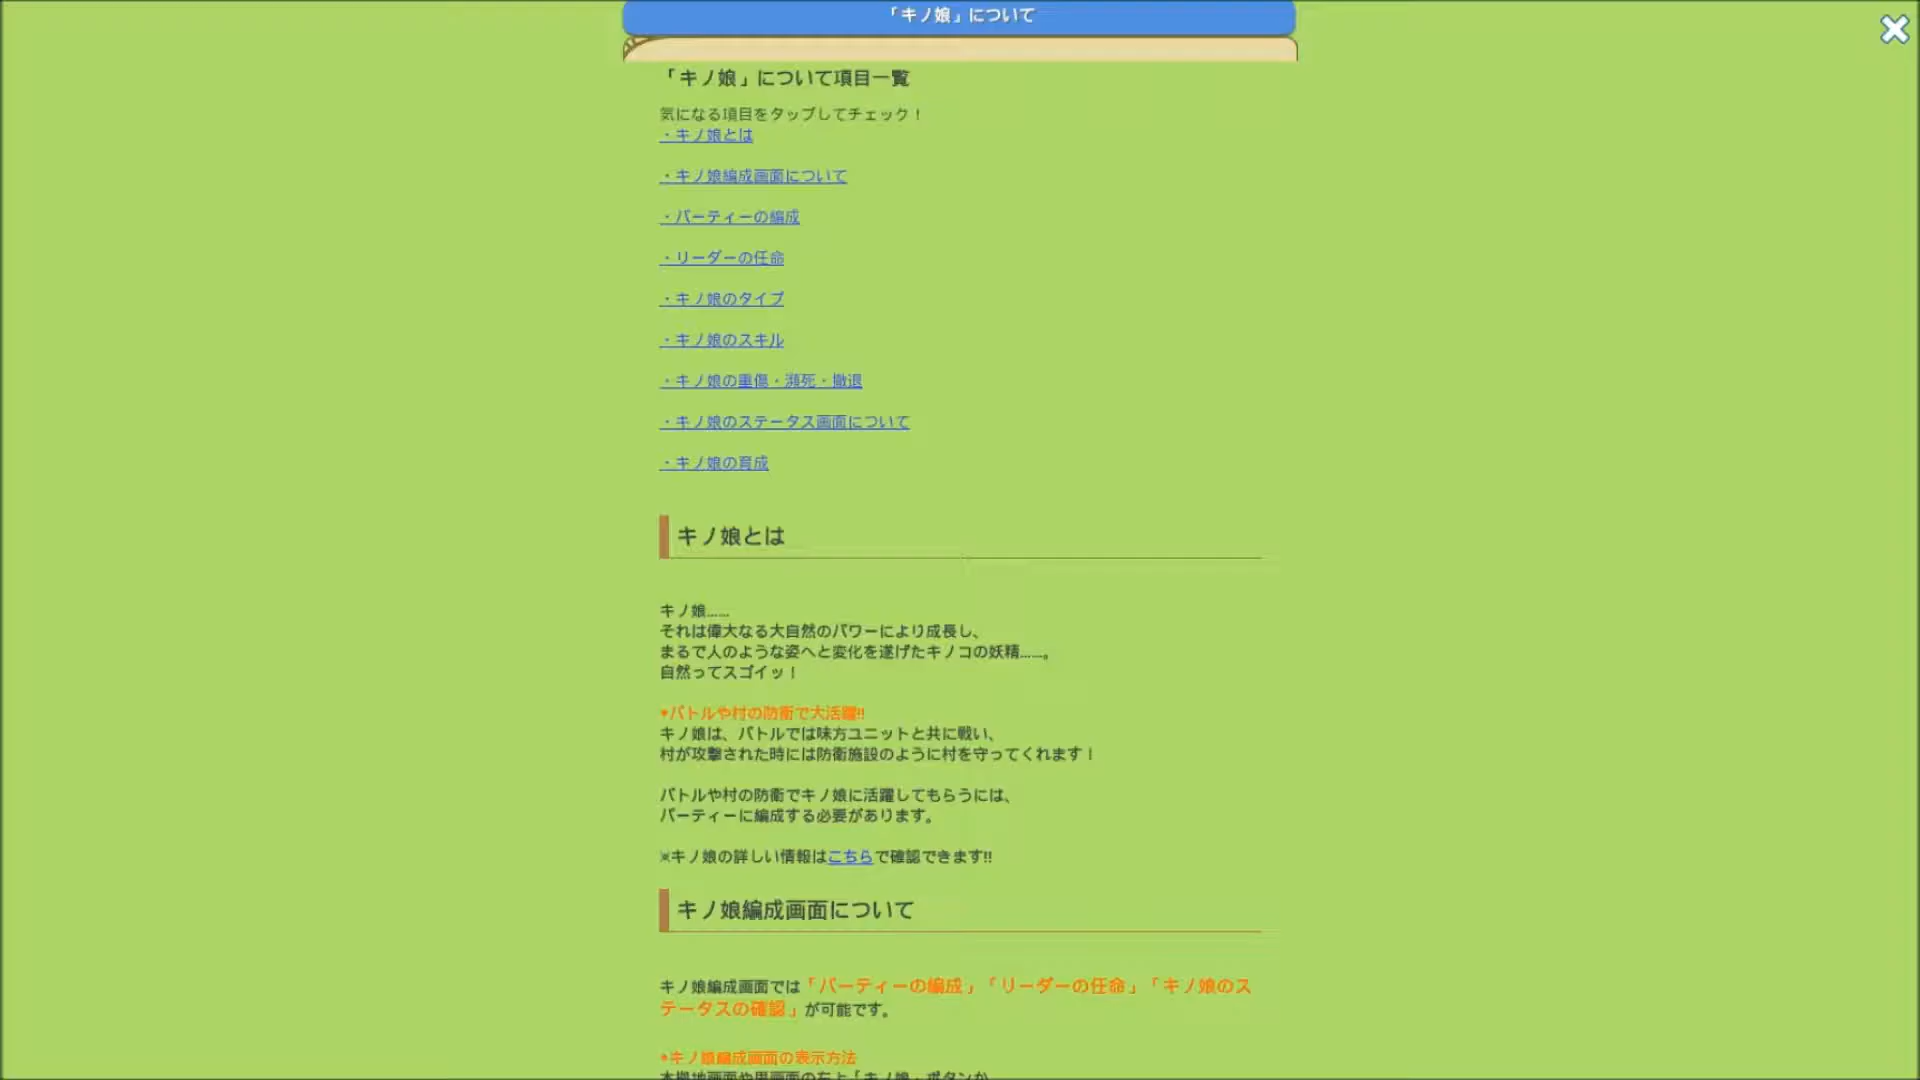 「キノ娘」について
「キノ娘」について項目一覧
気になる項目をタップしてチェック！
・キノ娘とは
・キノ娘編成画面について
・パーティーの編成
・リーダーの任命
・キノ娘のタイプ
・キノ娘のスキル
・キノ娘の重傷・瀕死・撤退
・キノ娘のステータス画面について
・キノ娘の育成
キノ娘とは
キノ娘……
それは偉大なる大自然のパワーにより成長し、
まるで人のような姿へと変化を遂げたキノコの妖精……。
自然ってスゴイッ！
•バトルや村の防衛で大活躍!!
キノ娘は、バトルでは味方ユニットと共に戦い、
村が攻撃された時には防衛施設のように村を守ってくれます！
バトルや村の防衛でキノ娘に活躍してもらうには、
パーティーに編成する必要があります。
※キノ娘の詳しい情報はこちらで確認できます!!
キノ娘編成画面について
キノ娘編成画面では「パーティーの編成」「リーダーの任命」「キノ娘のス
テータスの確認」が可能です。
•キノ娘編成画面の表示方法